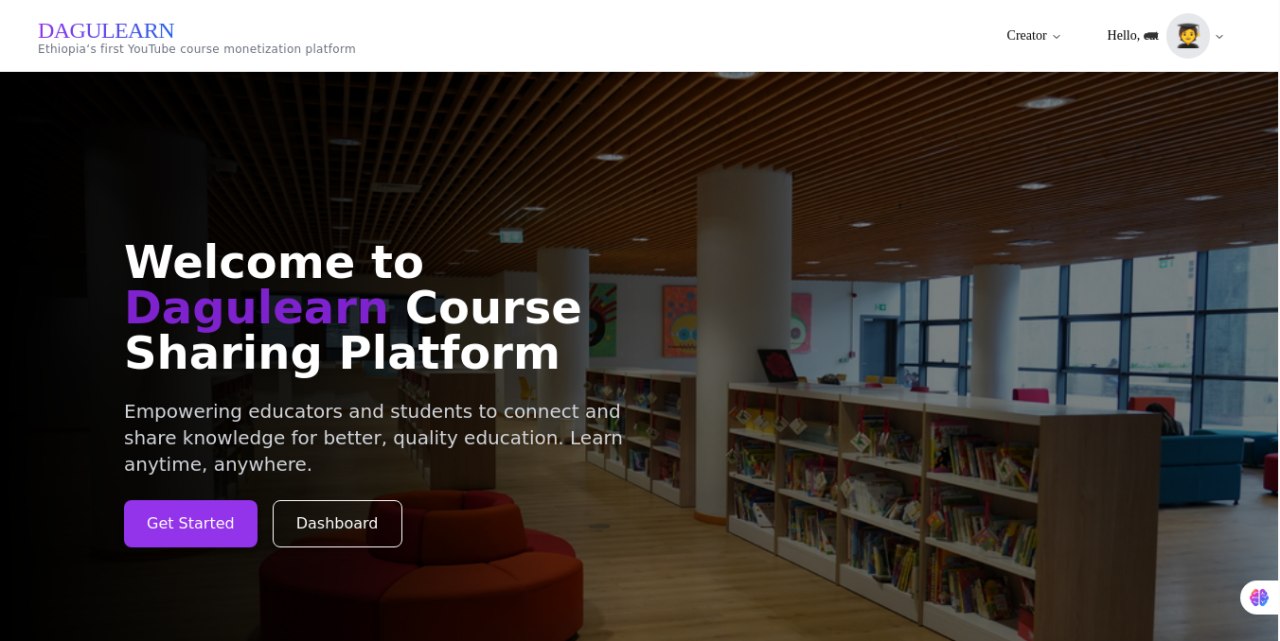 DAGULEARN
Ethiopia's first YouTube course monetization platform
Creator
Hello,
Welcome to
Dagulearn Course
Sharing Platform
Empowering educators and students to connect and
share knowledge for better, quality education. Learn
anytime, anywhere.
Get Started
Dashboard